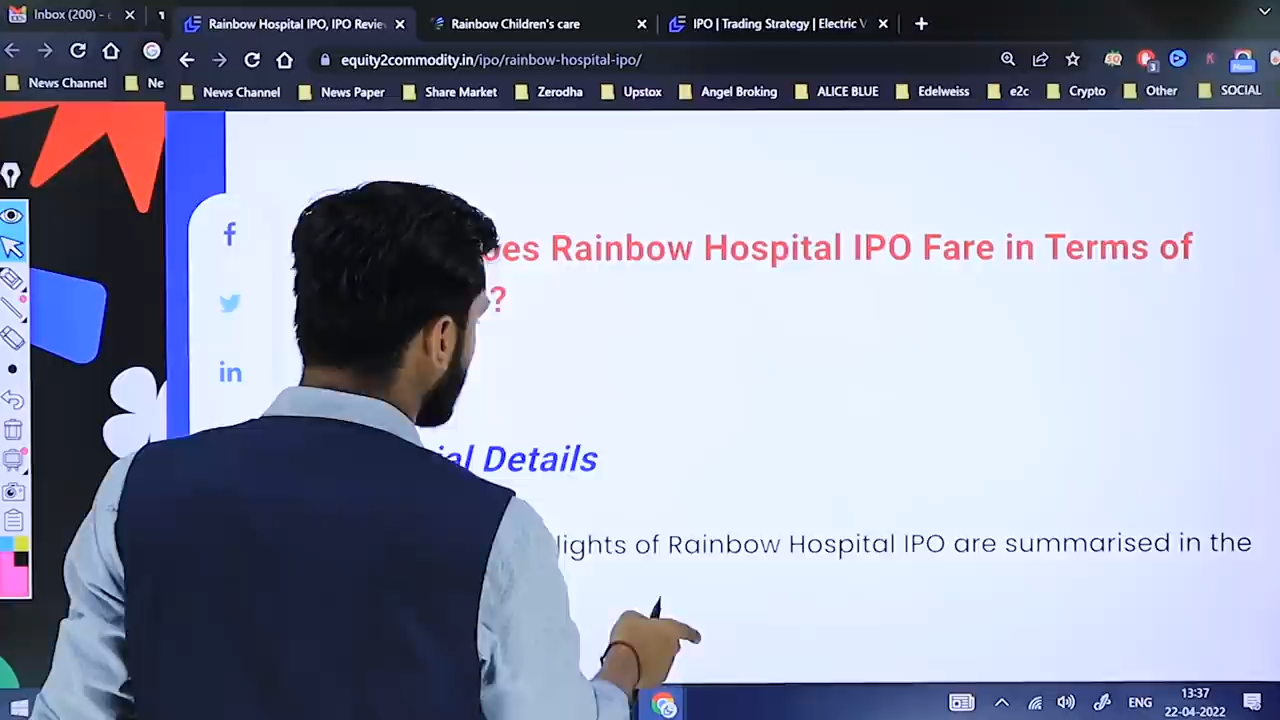 Inbox (200) -
Rainbow Hospital IPO, IPO Revie
Rainbow Children's care
IPO | Trading Strategy | Electric V
equity2commodity.in/ipo/rainbow-hospital-ipo/
News Channel
Ne
News Channel
News Paper
Share Market
Zerodha
Upstox
Angel Broking
ALICE BLUE
Edelweiss
e2c
Crypto
Other
SOCIAL
oes Rainbow Hospital IPO Fare in Terms of
?
ial Details
lights of Rainbow Hospital IPO are summarised in the
ENG
13:37
22-04-2022